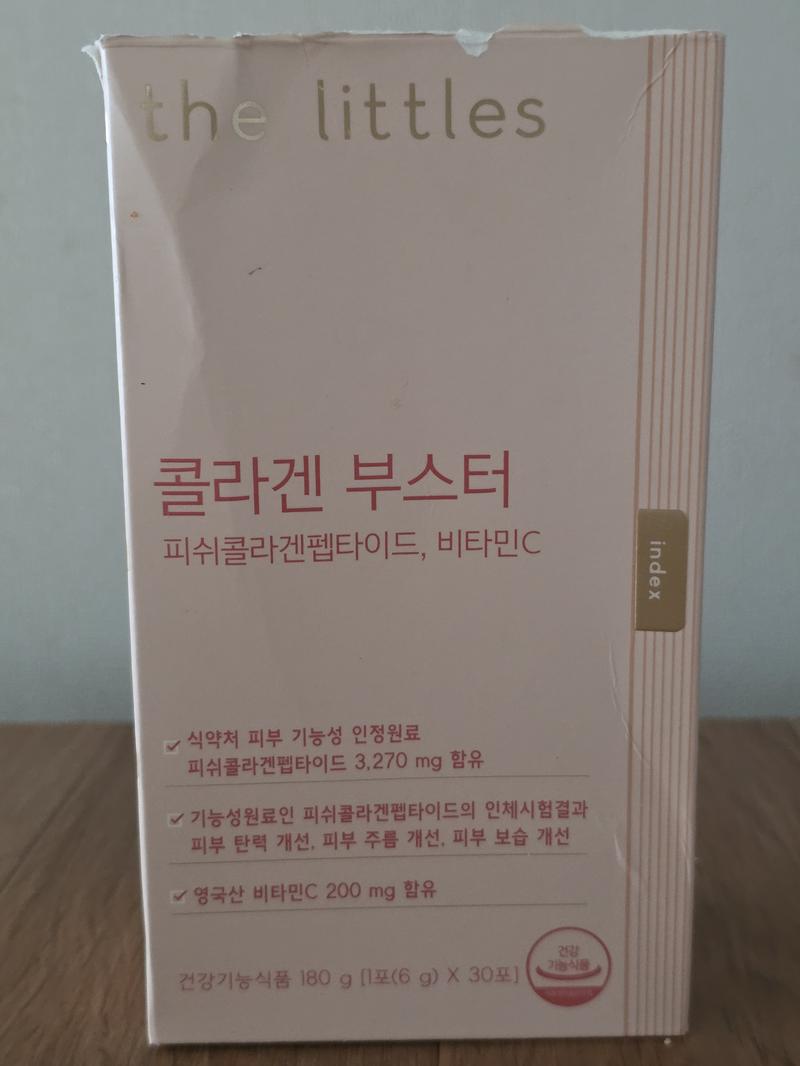 the littles
콜라겐 부스터
피쉬콜라겐펩타이드, 비타민C
index
식약처 피부 기능성 인정원료
피쉬콜라겐펩타이드 3,270 mg 함유
기능성원료인 피쉬콜라겐펩타이드의 인체시험결과
피부 탄력 개선, 피부 주름 개선, 피부 보습 개선
영국산 비타민C 200 mg 함유
건강기능식품 180 g [1포(6 g) X 30포]
건강
기능식품